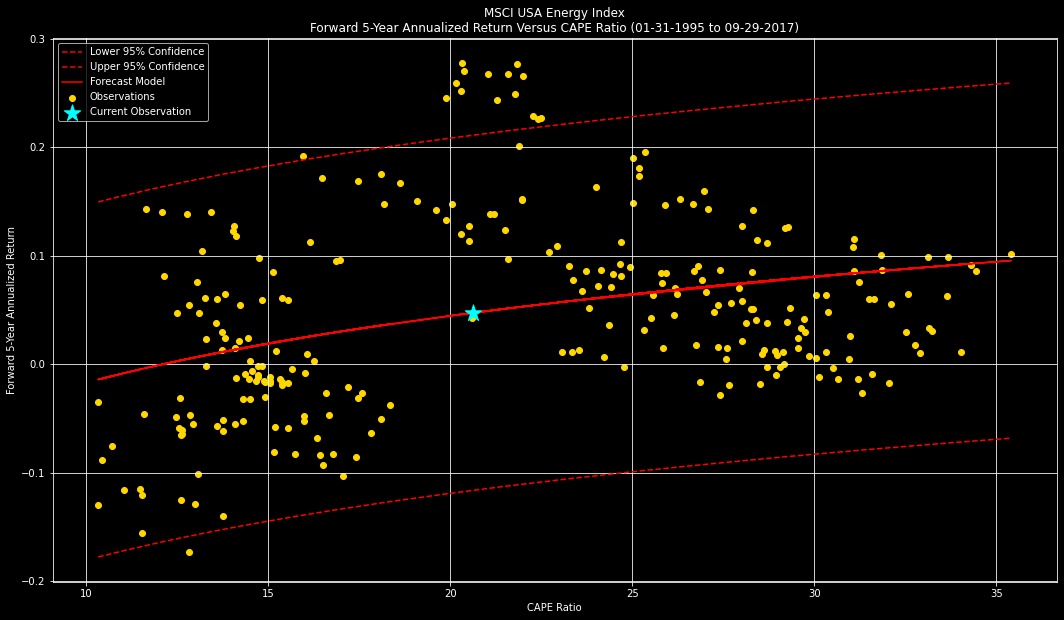 MSCI USA Energy Index
Forward 5-Year Annualized Return Versus CAPE Ratio (01-31-1995 to 09-29-2017)
Lower 95% Confidence
Upper 95% Confidence
Forecast Model
Observations
Current Observation
Forward 5-Year Annualized Return
0.3
0.2
0.1
0.0
−0.1
−0.2
10 15 20 25 30 35
CAPE Ratio